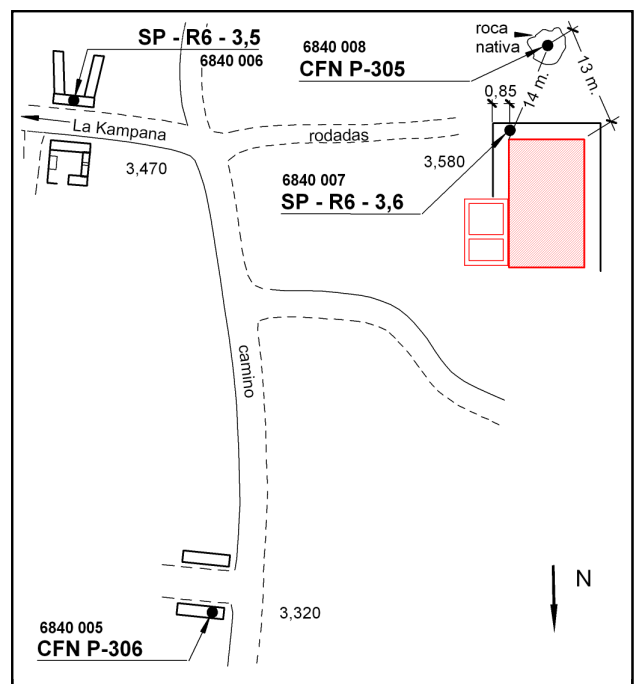 SP - R6 - 3,5
6840 006
6840 008
CFN P-305
roca
nativa
13 m.
14 m.
0,85
La Kampana
rodadas
3,470
3,580
6840 007
SP - R6 - 3,6
camino
N
3,320
6840 005
CFN P-306